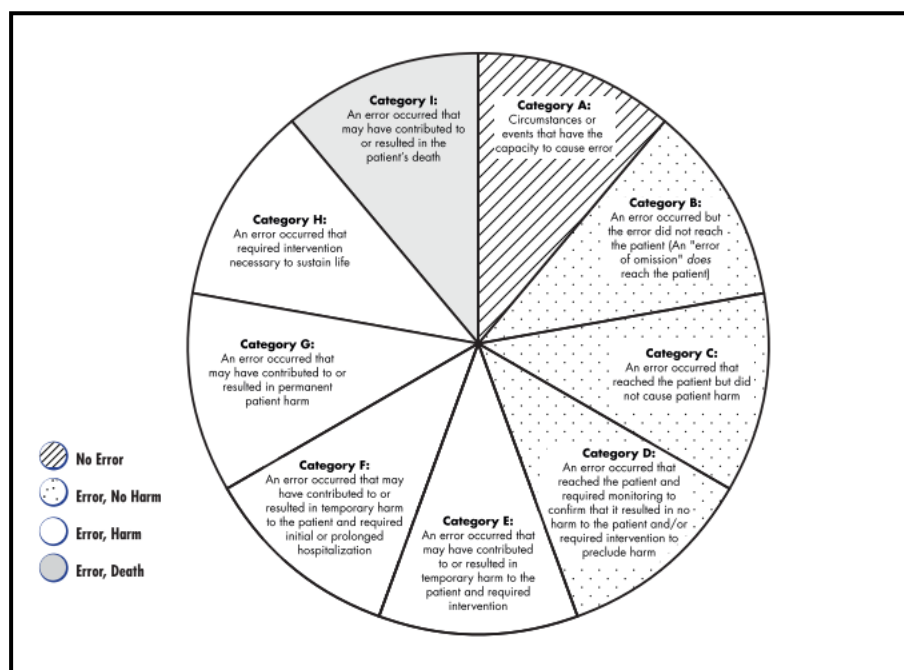 Category I:
An error occurred that
may have contributed to
or resulted in the
patient's death
Category A:
Circumstances or
events that have the
capacity to cause error
Category B:
An error occurred but
the error did not reach
the patient (An "error
of omission" does
reach the patient)
Category C:
An error occurred that
reached the patient but did
not cause patient harm
Category D:
An error occurred that
reached the patient and
required monitoring to
confirm that it resulted in no
harm to the patient and/or
required intervention to
preclude harm
Category E:
An error occurred that
may have contributed
to or resulted in
temporary harm to the
patient and required
intervention
Category F:
An error occurred that may
have contributed to or
resulted in temporary harm
to the patient and required
initial or prolonged
hospitalization
Category G:
An error occurred that
may have contributed to or
resulted in permanent
patient harm
Category H:
An error occurred that
required intervention
necessary to sustain life
No Error
Error, No Harm
Error, Harm
Error, Death